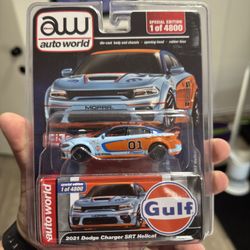 aw
auto world
SPECIAL EDITION
1 of 4800
die-cast body and chassis • opening hood • rubber tires
MOPAR
01
auto world
special edition
1 of 4800
Gulf
2021 Dodge Charger SRT Hellcat